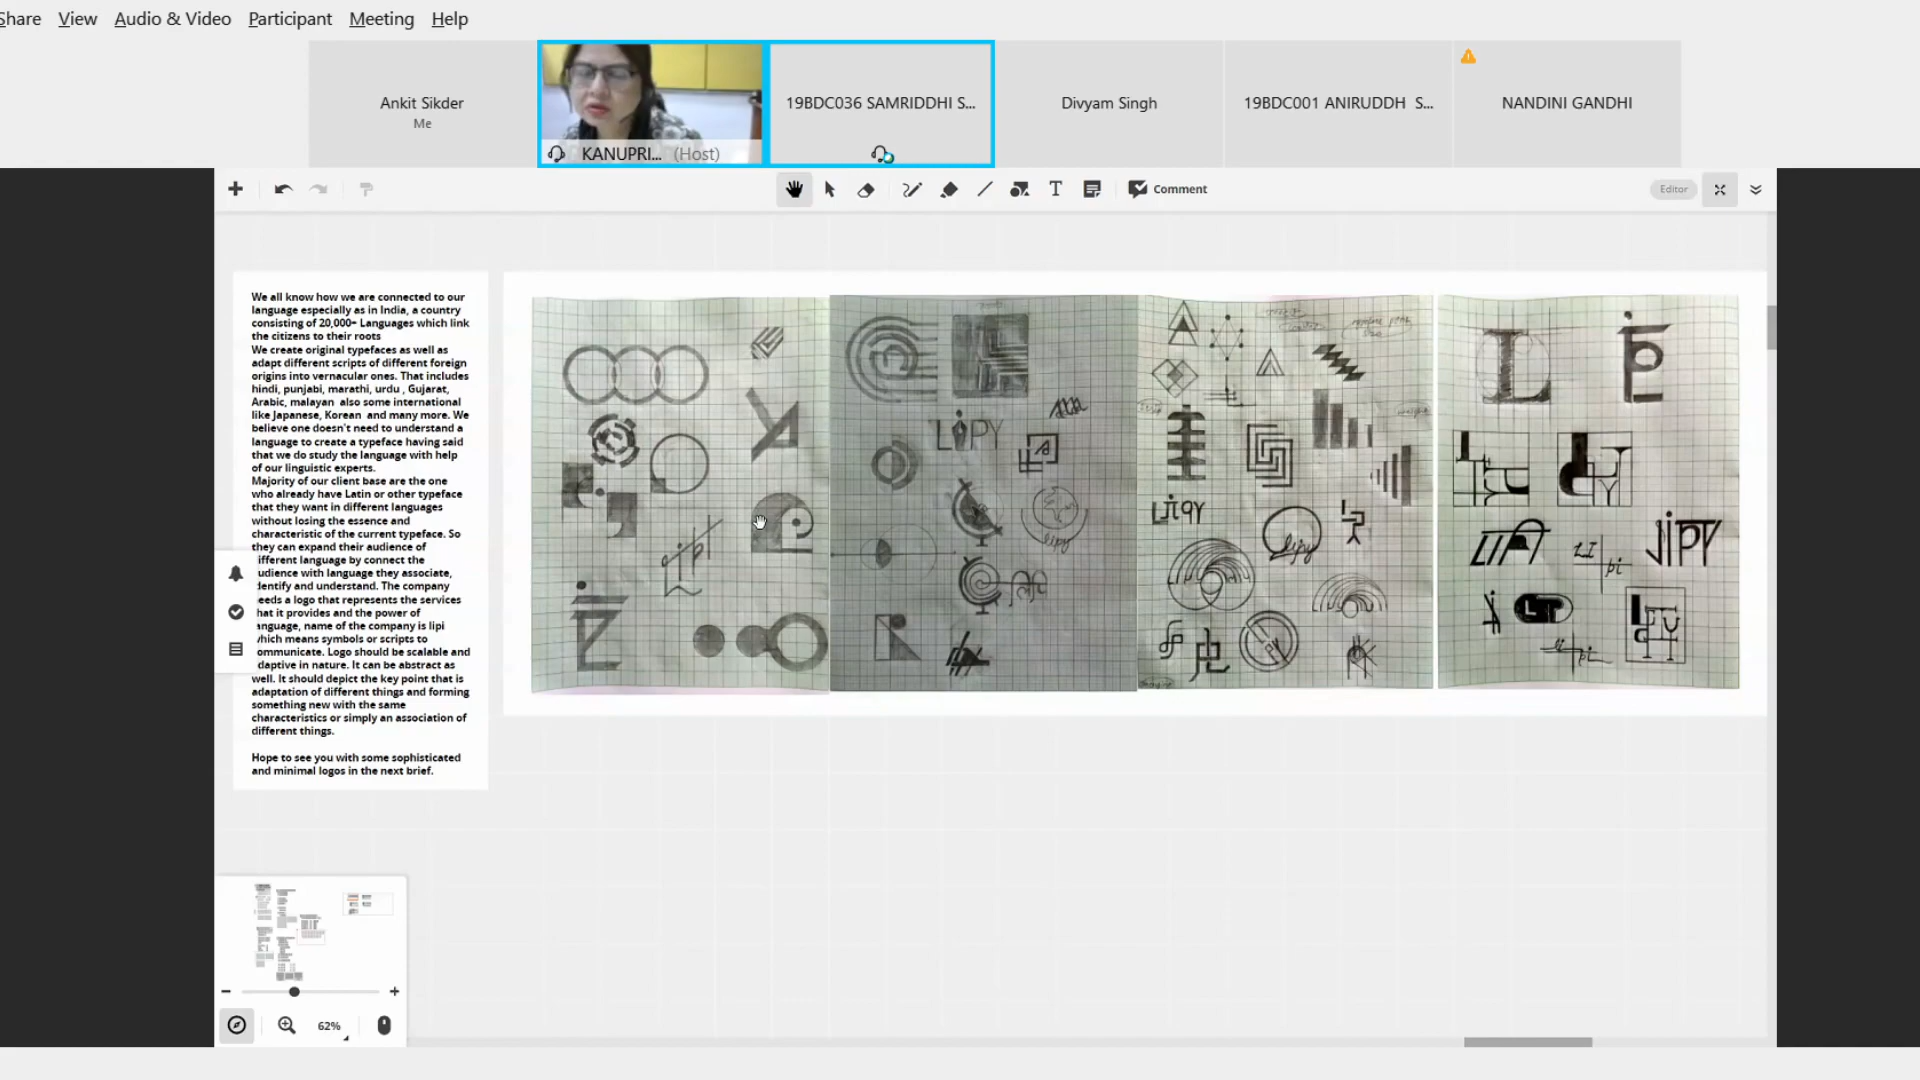 Share View Audio & Video Participant Meeting Help
Ankit Sikder
Me
KANUPRI... (Host)
19BDC036 SAMRIDDHI S...
Divyam Singh
19BDC001 ANIRUDDH S...
NANDINI GANDHI
Comment
Editor
We all know how we are connected to our
language especially as in India, a country
consisting of 20,000+ Languages which link
the citizens to their roots
We create original typefaces as well as
adapt different scripts of different foreign
origins into vernacular ones. That includes
hindi, punjabi, marathi, urdu , Gujarat,
Arabic, malayan also some international
like Japanese, Korean and many more. We
believe one doesn't need to understand a
language to create a typeface having said
that we do study the language with help
of our linguistic experts.
Majority of our client base are the one
who already have Latin or other typeface
that they want in different languages
without losing the essence and
characteristic of the current typeface. So
they can expand their audience of
ifferent language by connect the
udience with language they associate,
dentify and understand. The company
eeds a logo that represents the services
hat it provides and the power of
anguage, name of the company is lipi
which means symbols or scripts to
ommunicate. Logo should be scalable and
daptive in nature. It can be abstract as
well. It should depict the key point that is
adaptation of different things and forming
something new with the same
characteristics or simply an association of
different things.
Hope to see you with some sophisticated
and minimal logos in the next brief.
LIPY
lipy
lipy
L
LI
pi
62%